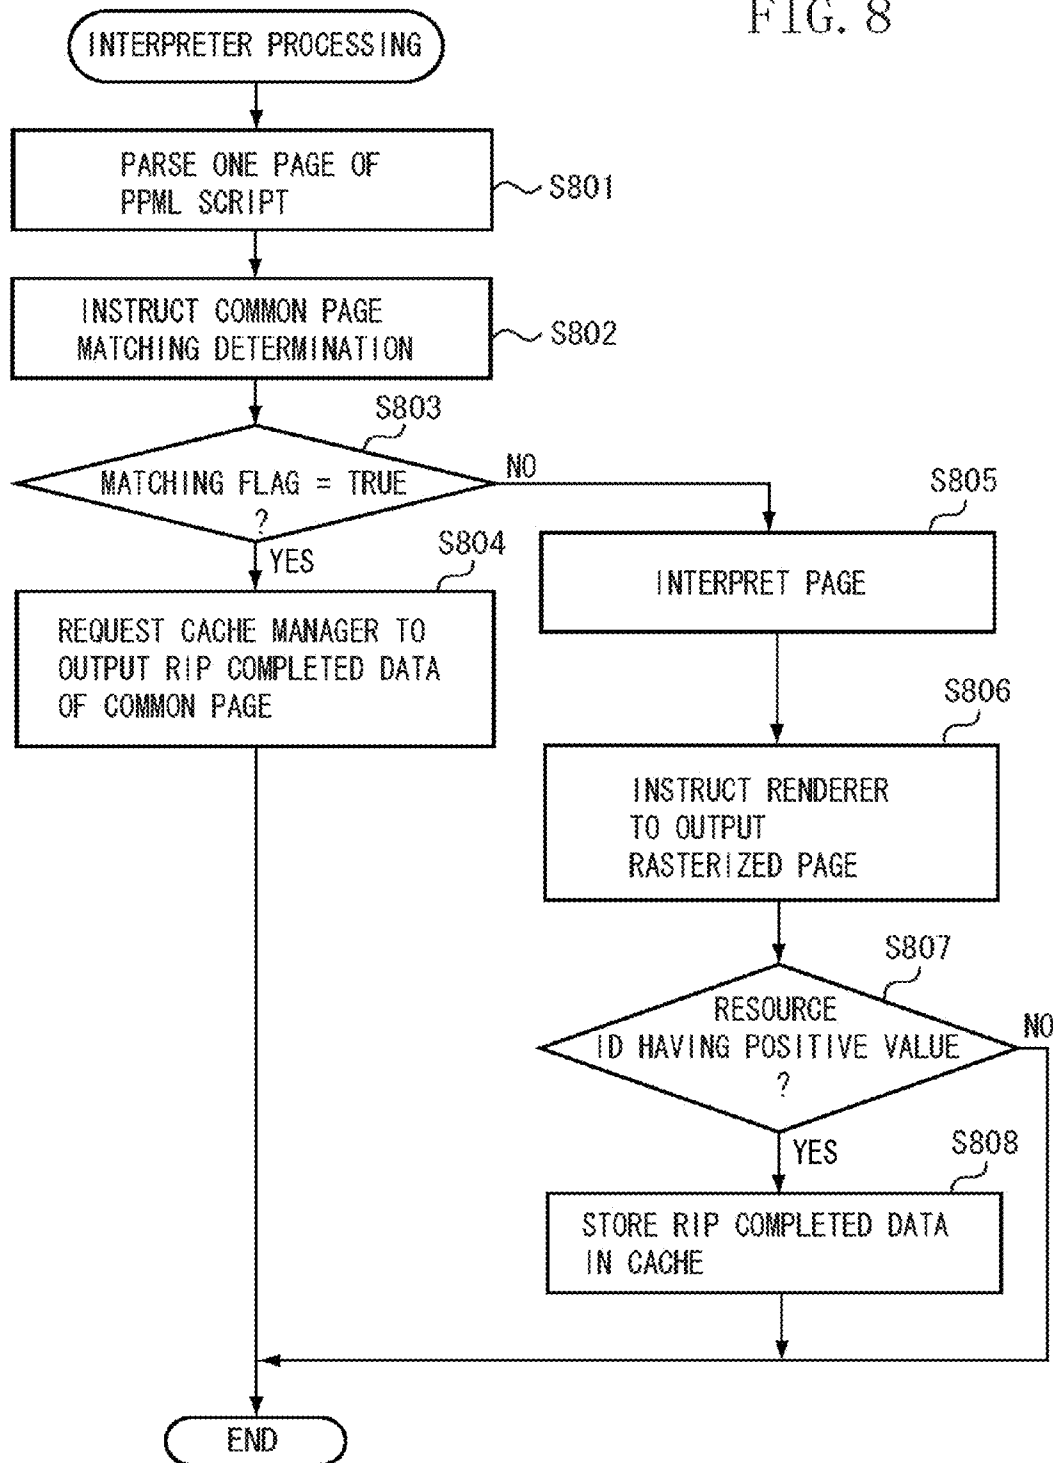 FIG. 8
INTERPRETER PROCESSING
PARSE ONE PAGE OF
PPML SCRIPT
S801
INSTRUCT COMMON PAGE
MATCHING DETERMINATION
S802
S803
MATCHING FLAG = TRUE
?
NO
YES
S804
REQUEST CACHE MANAGER TO
OUTPUT RIP COMPLETED DATA
OF COMMON PAGE
S805
INTERPRET PAGE
S806
INSTRUCT RENDERER
TO OUTPUT
RASTERIZED PAGE
S807
RESOURCE
ID HAVING POSITIVE VALUE
?
NO
YES
S808
STORE RIP COMPLETED DATA
IN CACHE
END